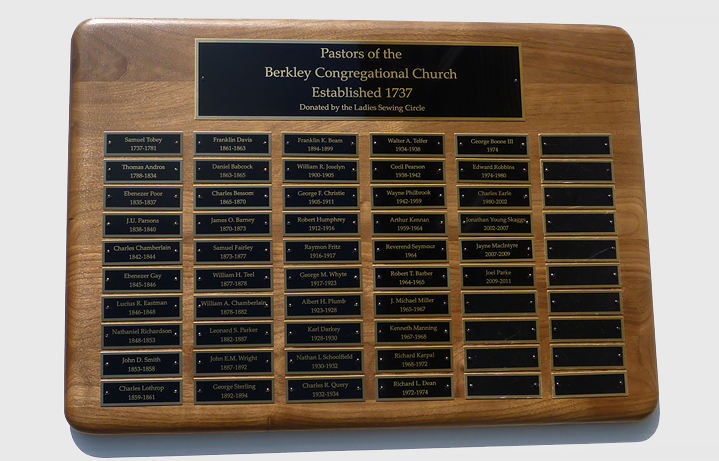 Pastors of the
Berkley Congregational Church
Established 1737
Donated by the Ladies Sewing Circle
Samuel Tobey
1737-1781
Thomas Andros
1788-1834
Ebenezer Poor
1835-1837
J.U. Parsons
1838-1840
Charles Chamberlain
1842-1844
Ebenezer Gay
1845-1846
Lucius R. Eastman
1846-1848
Nathaniel Richardson
1848-1853
John D. Smith
1853-1858
Charles Lothrop
1859-1861
Franklin Davis
1861-1863
Daniel Babcock
1863-1865
Charles Bessom
1865-1870
James O. Barney
1870-1873
Samuel Fairley
1873-1877
William H. Teel
1877-1878
William A. Chamberlain
1878-1882
Leonard S. Parker
1882-1887
John E.M. Wright
1887-1892
George Sterling
1892-1894
Franklin K. Beam
1894-1899
William R. Joselyn
1900-1905
George F. Christie
1905-1911
Robert Humphrey
1912-1916
Raymon Fritz
1916-1917
George M. Whyte
1917-1923
Albert H. Plumb
1923-1928
Karl Darkey
1928-1930
Nathan I. Schoolfield
1930-1932
Charles R. Query
1932-1934
Walter A. Telfer
1934-1938
Cecil Pearson
1938-1942
Wayne Philbrook
1942-1959
Arthur Kennan
1959-1964
Reverend Seymour
1964
Robert T. Barber
1964-1965
J. Michael Miller
1965-1967
Kenneth Manning
1967-1968
Richard Karpal
1968-1972
Richard L. Dean
1972-1974
George Boone III
1974
Edward Robbins
1974-1980
Charles Earle
1980-2002
Jonathan Young Skaggs
2002-2007
Jayne MacIntyre
2007-2009
Joel Parke
2009-2011